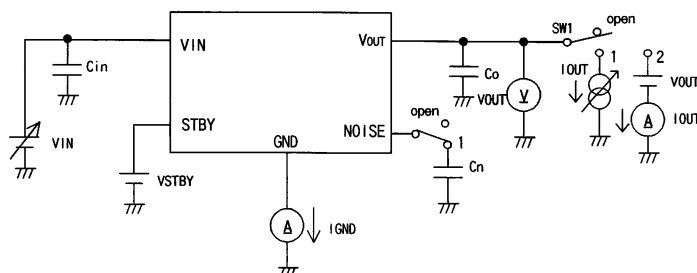 open
SW1
VIN
VOUT
Cin
Co
VOUT
V
IOUT
1
2
VOUT
A
IOUT
open
STBY
NOISE
1
GND
VIN
VSTBY
Cn
A
IGND